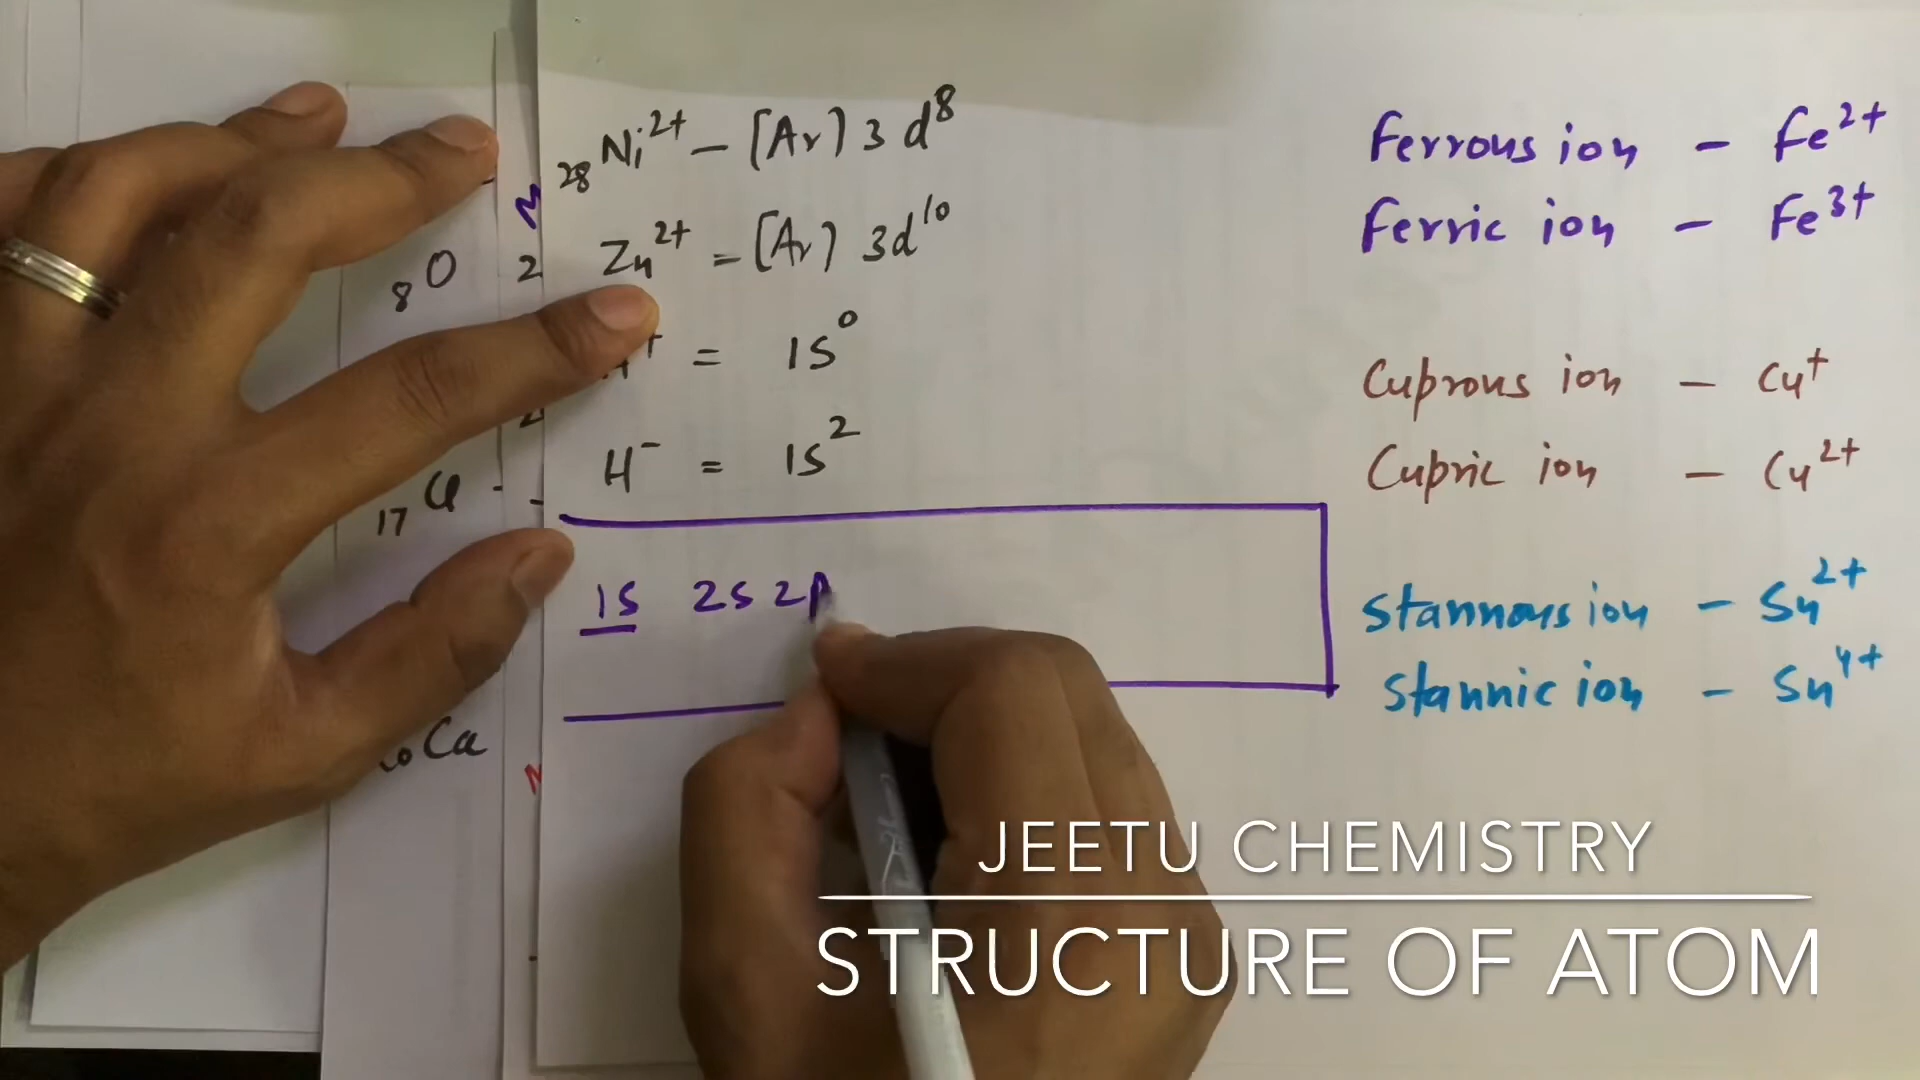 28Ni²⁺ – [Ar] 3d⁸
Zn²⁺ = [Ar] 3d¹⁰
⁺ = 1S⁰
H⁻ = 1S²
1S 2S 2P
8O 2
17Cl -
Ca
Ferrous ion – Fe²⁺
Ferric ion – Fe³⁺
Cuprous ion – Cu⁺
Cupric ion – Cu²⁺
Stannous ion – Sn²⁺
Stannic ion – Sn⁴⁺
JEETU CHEMISTRY
STRUCTURE OF ATOM